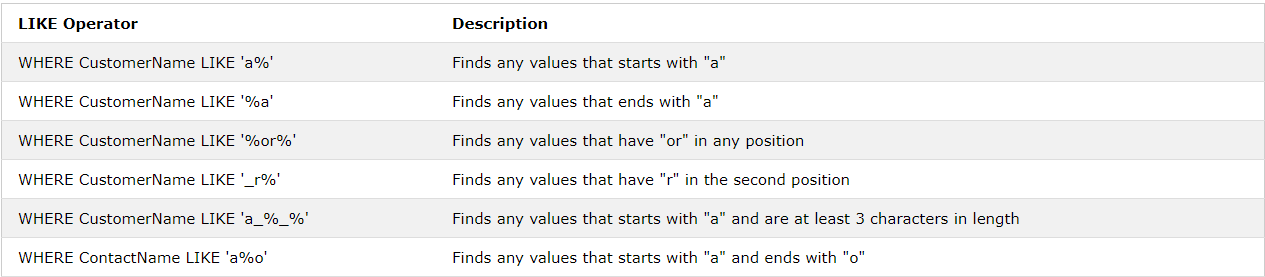 LIKE Operator Description
WHERE CustomerName LIKE 'a%' Finds any values that starts with "a"
WHERE CustomerName LIKE '%a' Finds any values that ends with "a"
WHERE CustomerName LIKE '%or%' Finds any values that have "or" in any position
WHERE CustomerName LIKE '_r%' Finds any values that have "r" in the second position
WHERE CustomerName LIKE 'a_%_%' Finds any values that starts with "a" and are at least 3 characters in length
WHERE ContactName LIKE 'a%o' Finds any values that starts with "a" and ends with "o"